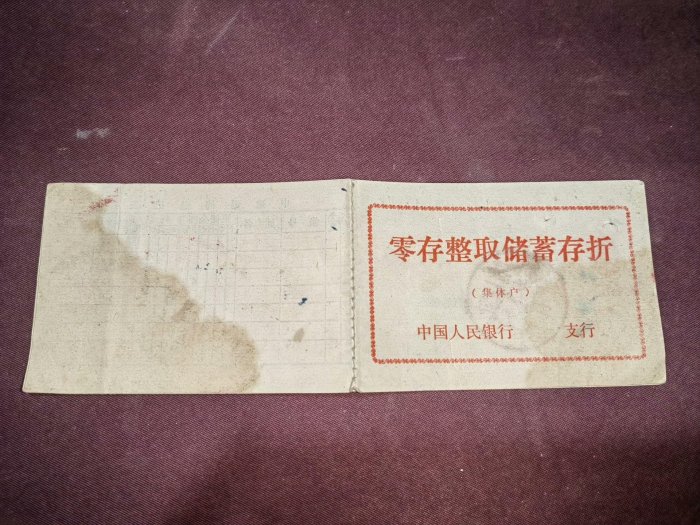 零存整取储蓄存折
（集体户）
中国人民银行 支行